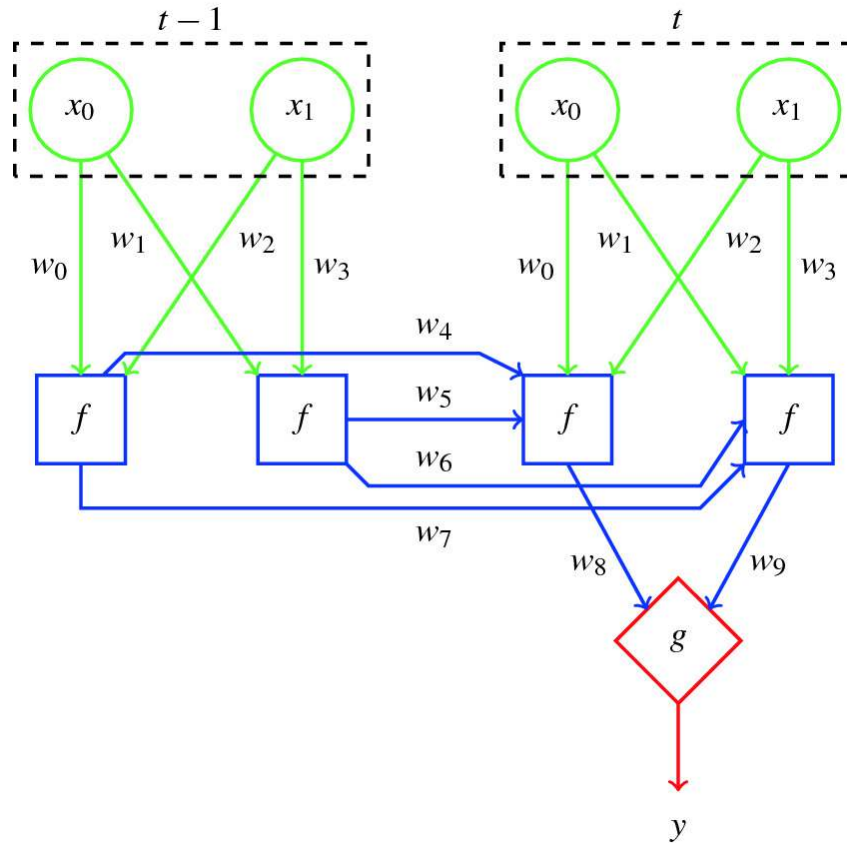 t − 1 t
x₀ x₁ x₀ x₁
w₀ w₁ w₂ w₃ w₀ w₁ w₂ w₃
w₄
f f f f
w₅
w₆
w₇
w₈ w₉
g
y